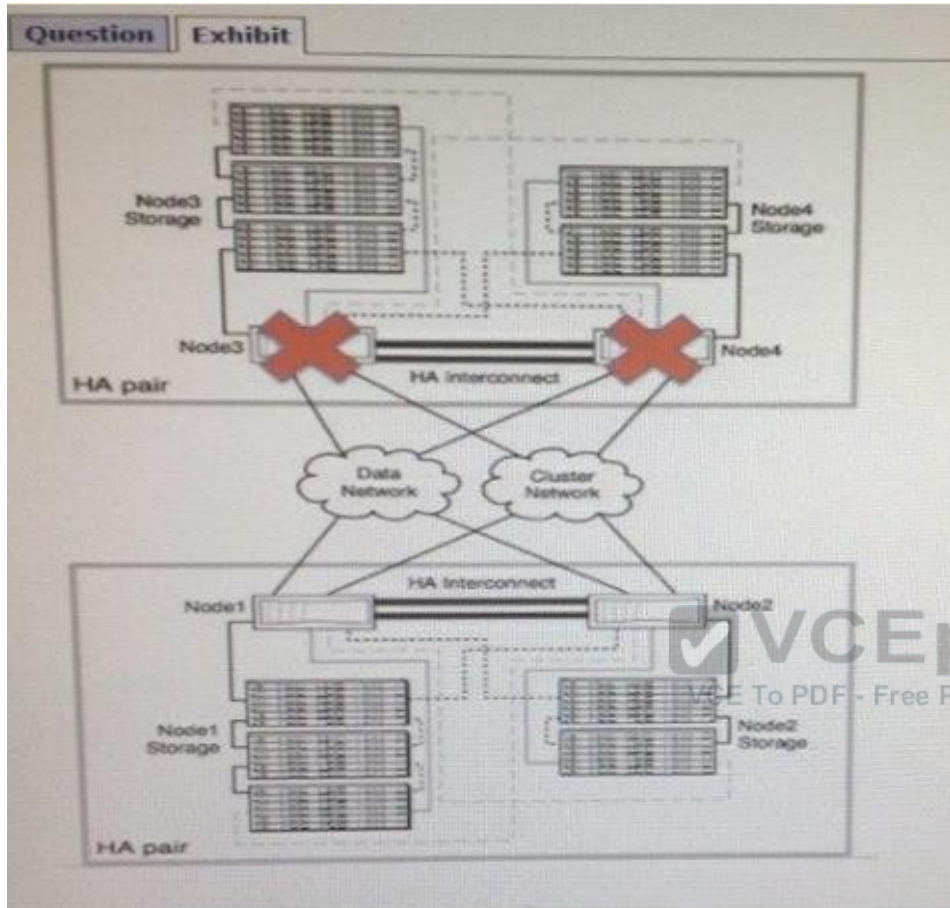 Question Exhibit
Node3
Storage
Node4
Storage
Node3
Node4
HA Interconnect
HA pair
Data
Network
Cluster
Network
HA Interconnect
Node1
Node2
VCE
VCE To PDF - Free
Node1
Storage
Node2
Storage
HA pair